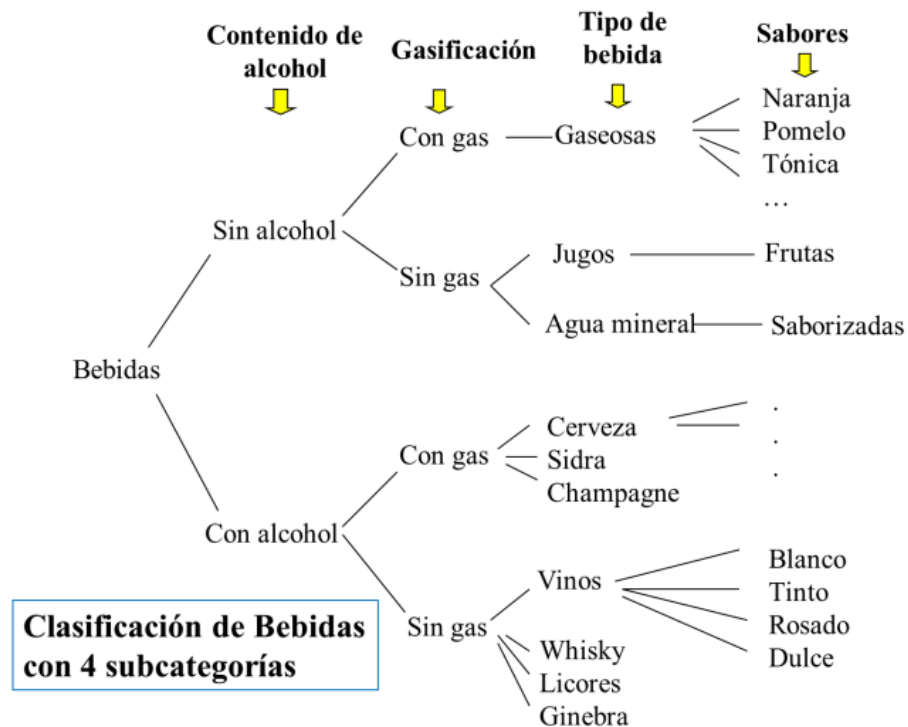 Contenido de
alcohol
Gasificación
Tipo de
bebida
Sabores
Con gas
Gaseosas
Naranja
Pomelo
Tónica
…
Sin alcohol
Sin gas
Jugos
Frutas
Agua mineral
Saborizadas
Bebidas
Con gas
Cerveza
Sidra
Champagne
.
.
.
Con alcohol
Sin gas
Vinos
Blanco
Tinto
Rosado
Dulce
Whisky
Licores
Ginebra
Clasificación de Bebidas
con 4 subcategorías